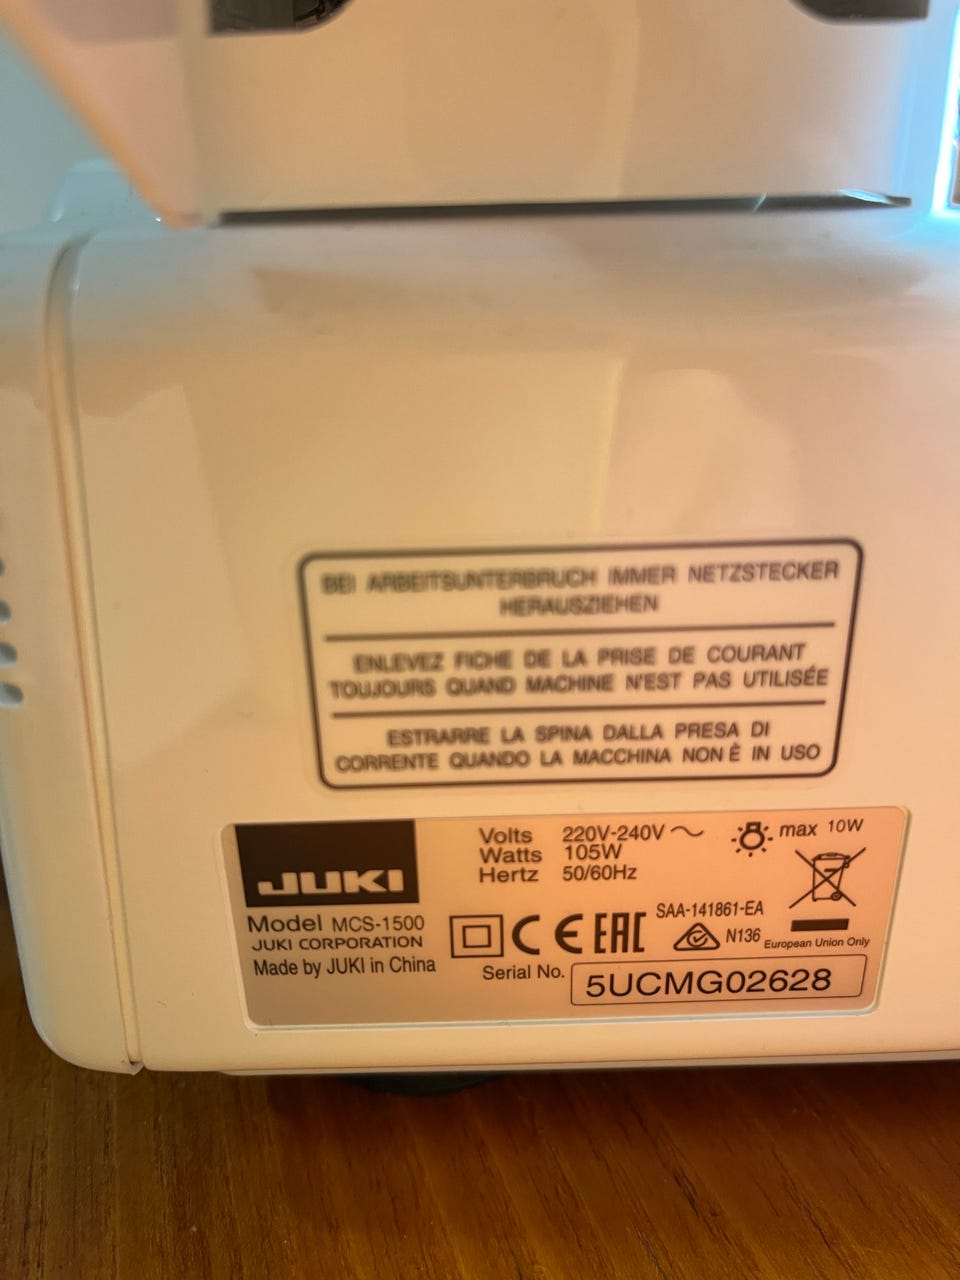 BEI ARBEITSUNTERBRUCH IMMER NETZSTECKER
HERAUSZIEHEN
ENLEVEZ FICHE DE LA PRISE DE COURANT
TOUJOURS QUAND MACHINE N'EST PAS UTILISÉE
ESTRARRE LA SPINA DALLA PRESA DI
CORRENTE QUANDO LA MACCHINA NON È IN USO
JUKI
Model MCS-1500
JUKI CORPORATION
Made by JUKI in China
Volts 220V-240V
Watts 105W
Hertz 50/60Hz
max 10W
CE EAC
SAA-141861-EA
N136
European Union Only
Serial No. 5UCMG02628